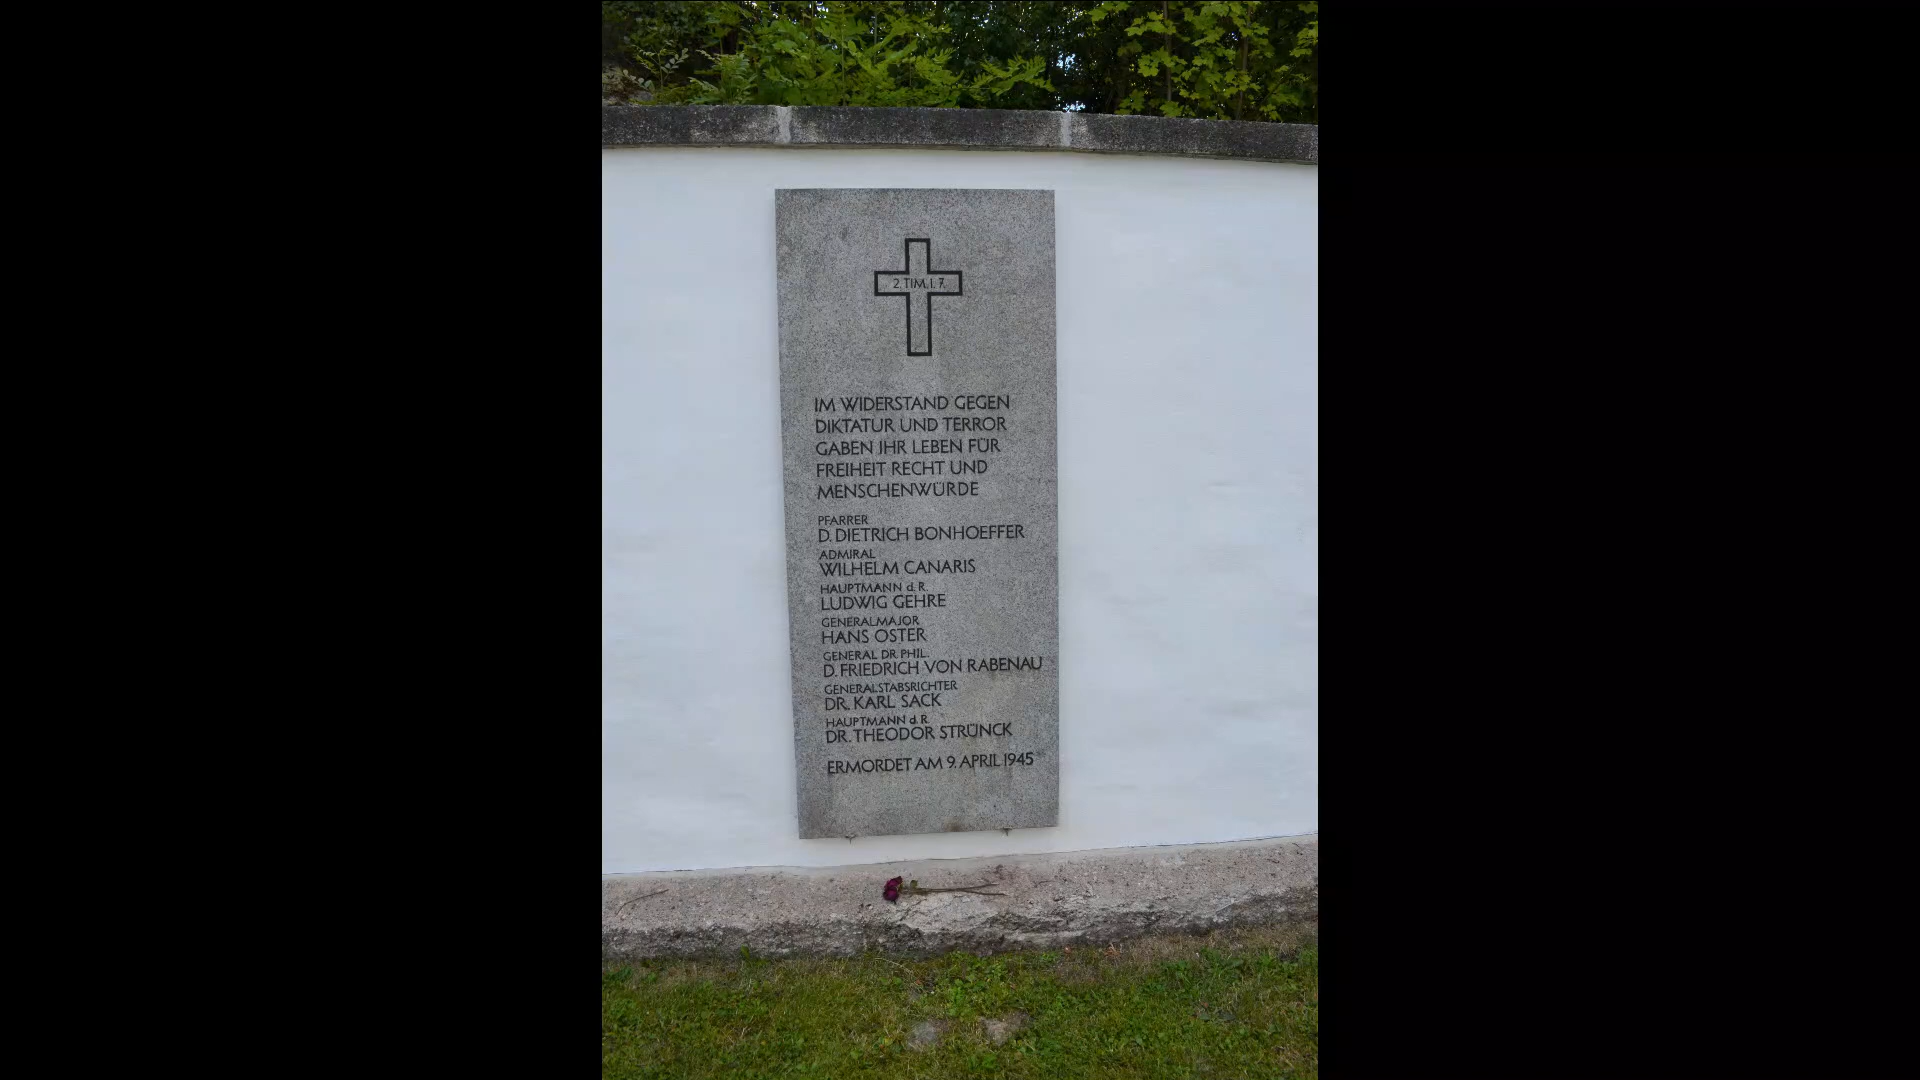 2. TIM. 1. 7.
IM WIDERSTAND GEGEN
DIKTATUR UND TERROR
GABEN IHR LEBEN FÜR
FREIHEIT RECHT UND
MENSCHENWÜRDE
PFARRER
D. DIETRICH BONHOEFFER
ADMIRAL
WILHELM CANARIS
HAUPTMANN d. R.
LUDWIG GEHRE
GENERALMAJOR
HANS OSTER
GENERAL DR PHIL.
D. FRIEDRICH VON RABENAU
GENERALSTABSRICHTER
DR. KARL SACK
HAUPTMANN d. R.
DR. THEODOR STRÜNCK
ERMORDET AM 9. APRIL 1945